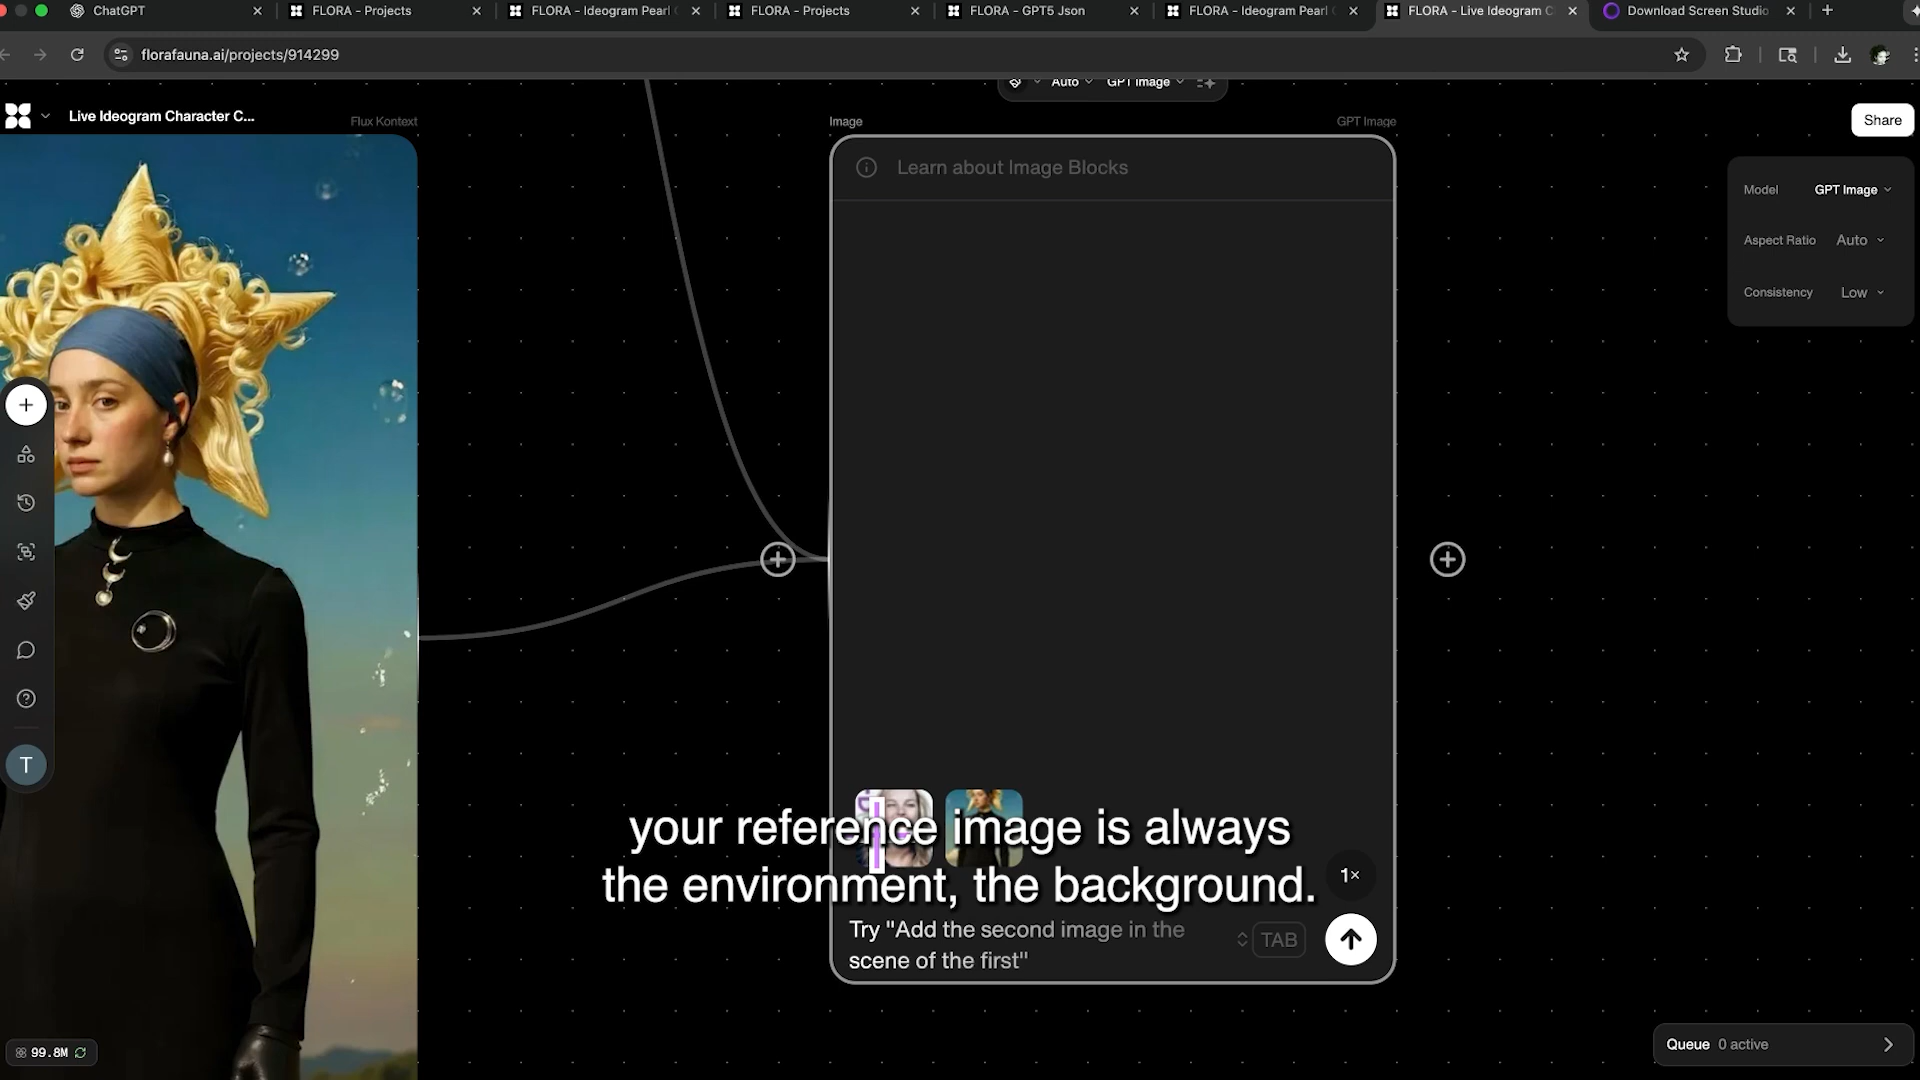 ChatGPT
FLORA - Projects
FLORA - Ideogram Pearl
FLORA - Projects
FLORA - GPT5 Json
FLORA - Ideogram Pearl
FLORA - Live Ideogram C
Download Screen Studio
florafauna.ai/projects/914299
Auto
GPT Image
Live Ideogram Character C...
Flux Kontext
Image
GPT Image
Share
Learn about Image Blocks
Model
GPT Image
Aspect Ratio
Auto
Consistency
Low
T
your reference image is always
the environment, the background.
1×
Try "Add the second image in the
scene of the first"
TAB
99.8M
Queue 0 active